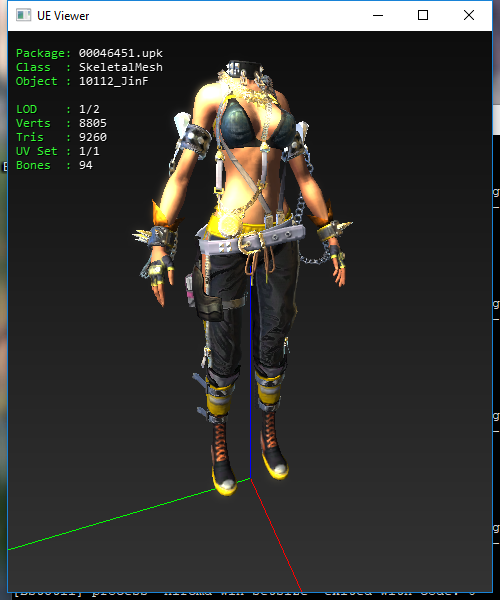 UE Viewer
Package: 00046451.upk
Class : SkeletalMesh
Object : 10112_JinF
LOD : 1/2
Verts : 8805
Tris : 9260
UV Set : 1/1
Bones : 94